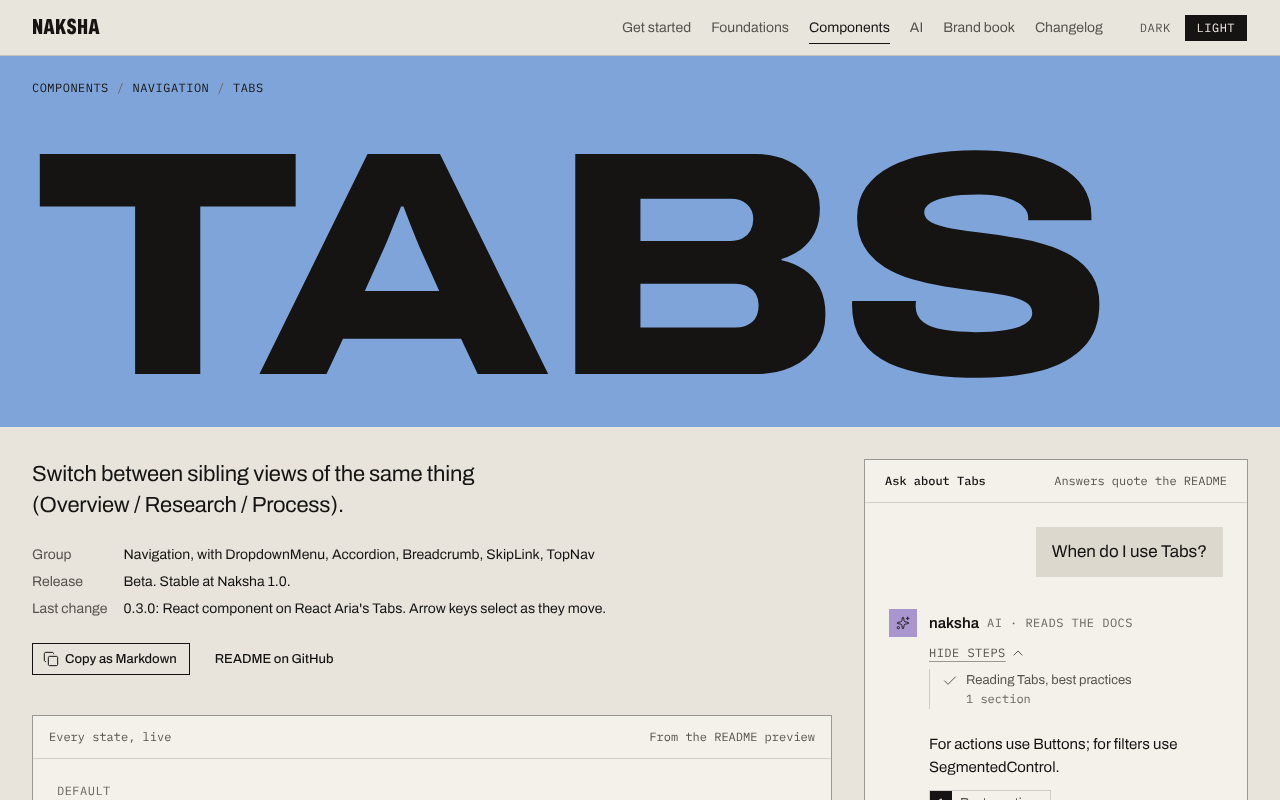 NAKSHA
Get started
Foundations
Components
AI
Brand book
Changelog
DARK
LIGHT
COMPONENTS / NAVIGATION / TABS
TABS
Switch between sibling views of the same thing
(Overview / Research / Process).
Group Navigation, with DropdownMenu, Accordion, Breadcrumb, SkipLink, TopNav
Release Beta. Stable at Naksha 1.0.
Last change 0.3.0: React component on React Aria's Tabs. Arrow keys select as they move.
Copy as Markdown
README on GitHub
Every state, live
From the README preview
DEFAULT
Ask about Tabs
Answers quote the README
When do I use Tabs?
naksha AI · READS THE DOCS
HIDE STEPS
Reading Tabs, best practices
1 section
For actions use Buttons; for filters use
SegmentedControl.